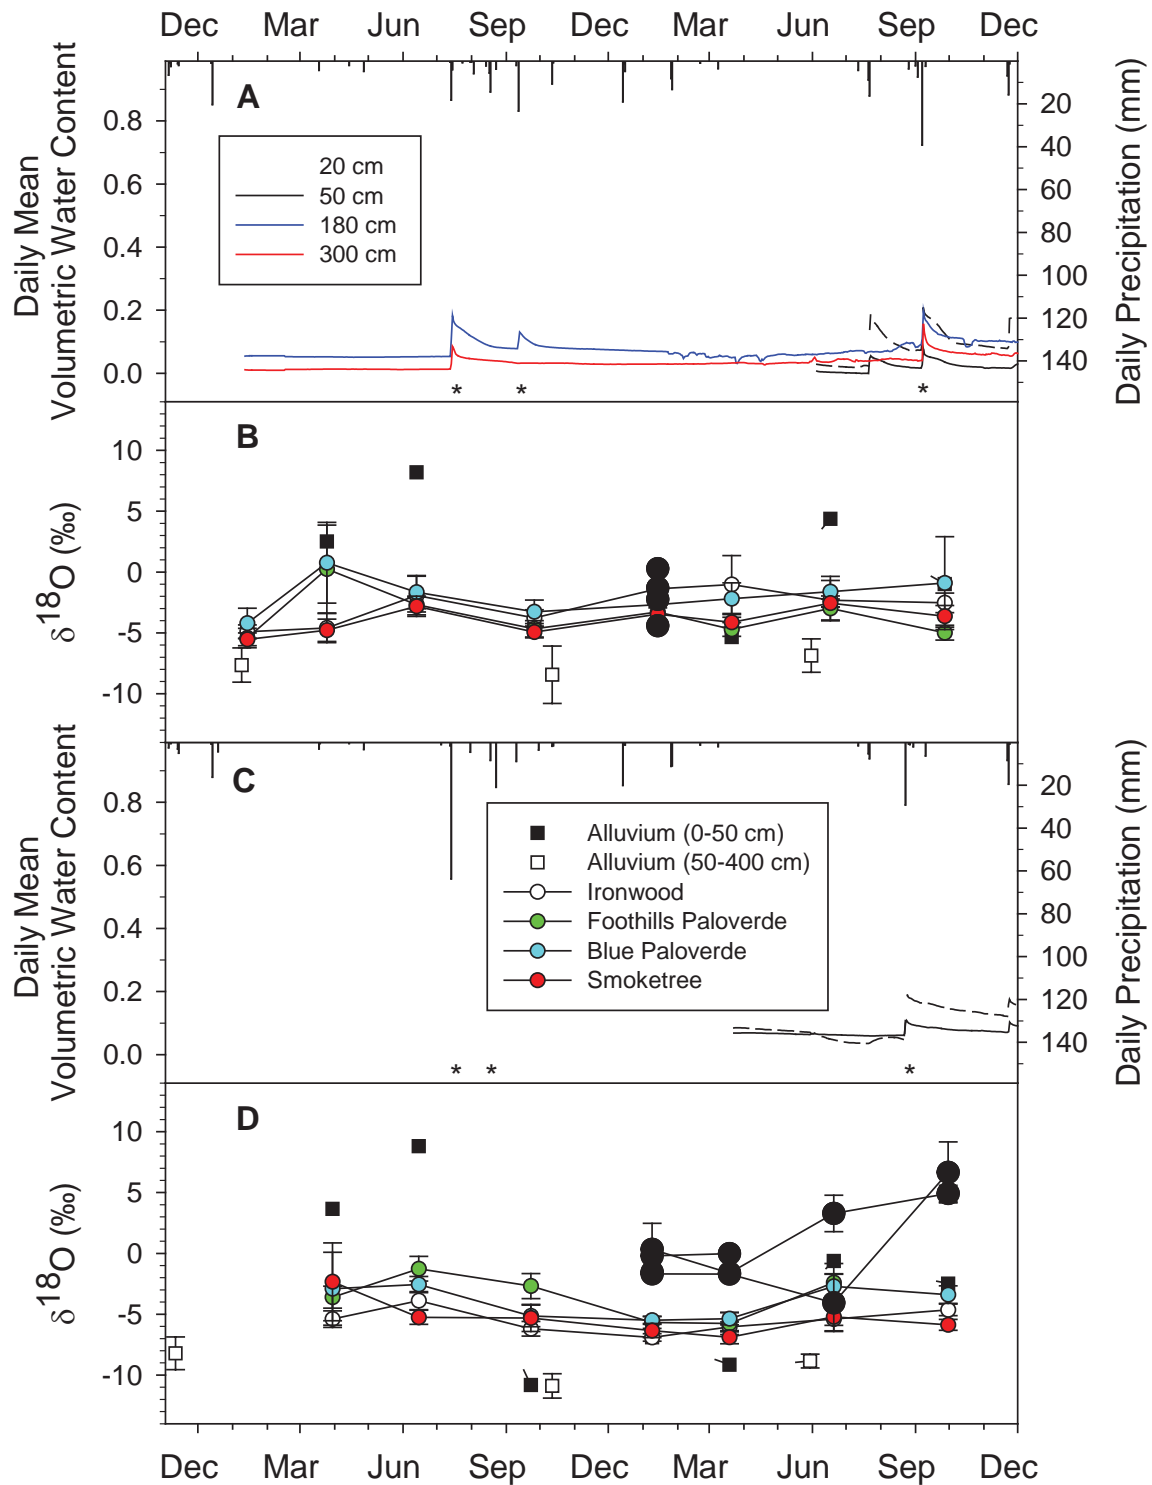 Dec Mar Jun Sep Dec Mar Jun Sep Dec
A
Daily Mean
Volumetric Water Content
0.8
0.6
0.4
0.2
0.0
20 cm
50 cm
180 cm
300 cm
20
40
60
80
100
120
140
Daily Precipitation (mm)
* * *
B
δ18O (‰)
10
5
0
-5
-10
C
Daily Mean
Volumetric Water Content
0.8
0.6
0.4
0.2
0.0
Alluvium (0-50 cm)
Alluvium (50-400 cm)
Ironwood
Foothills Paloverde
Blue Paloverde
Smoketree
20
40
60
80
100
120
140
Daily Precipitation (mm)
* * *
D
δ18O (‰)
10
5
0
-5
-10
Dec Mar Jun Sep Dec Mar Jun Sep Dec